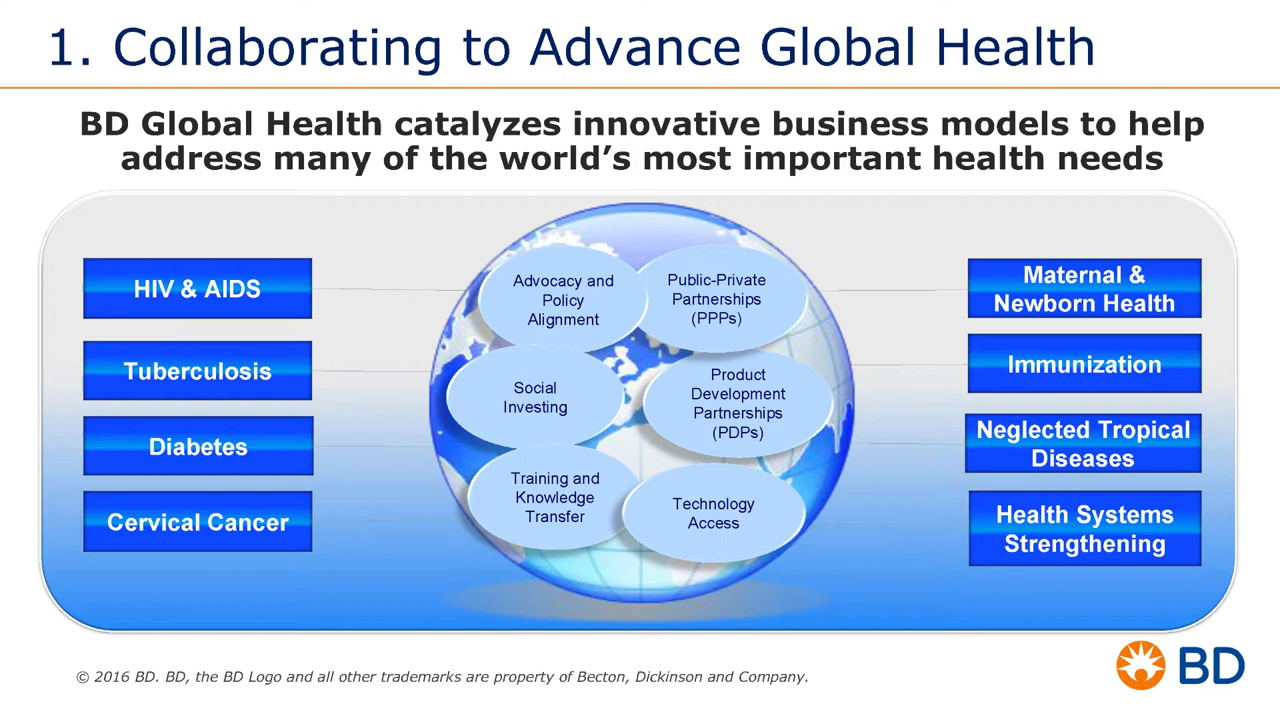 1. Collaborating to Advance Global Health
BD Global Health catalyzes innovative business models to help
address many of the world’s most important health needs
HIV & AIDS
Tuberculosis
Diabetes
Cervical Cancer
Advocacy and
Policy
Alignment
Public-Private
Partnerships
(PPPs)
Social
Investing
Product
Development
Partnerships
(PDPs)
Training and
Knowledge
Transfer
Technology
Access
Maternal &
Newborn Health
Immunization
Neglected Tropical
Diseases
Health Systems
Strengthening
© 2016 BD. BD, the BD Logo and all other trademarks are property of Becton, Dickinson and Company.
BD